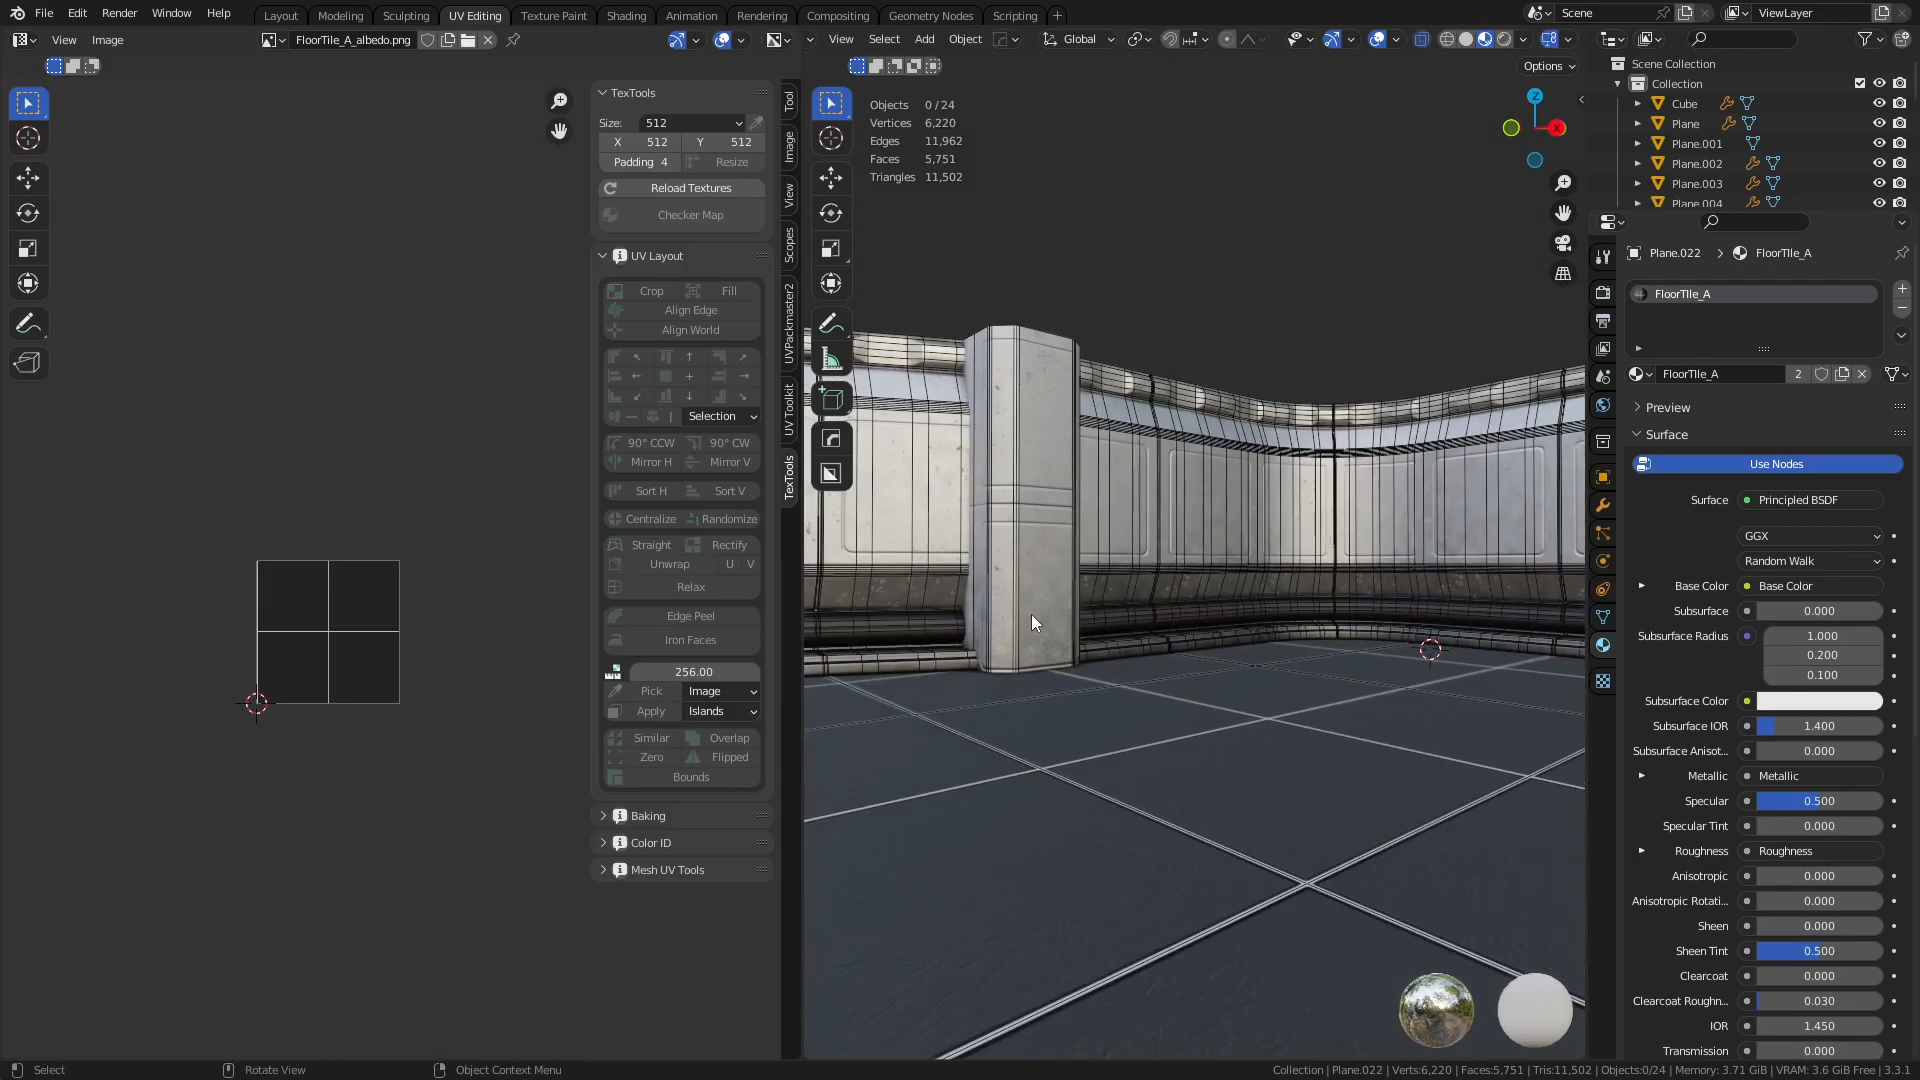 File Edit Render Window Help Layout Modeling Sculpting UV Editing Texture Paint Shading Animation Rendering Compositing Geometry Nodes Scripting + Scene ViewLayer
View Image FloorTile_A_albedo.png View Select Add Object Global
Options
TexTools
Size: 512
X 512 Y 512
Padding 4 Resize
Reload Textures
Checker Map
UV Layout
Crop Fill
Align Edge
Align World
Selection
90° CCW 90° CW
Mirror H Mirror V
Sort H Sort V
Centralize Randomize
Straight Rectify
Unwrap U V
Relax
Edge Peel
Iron Faces
256.00
Pick Image
Apply Islands
Similar Overlap
Zero Flipped
Bounds
Baking
Color ID
Mesh UV Tools
Tool
Image
View
Scopes
UVPackmaster2
UV Toolkit
TexTools
Objects 0 / 24
Vertices 6,220
Edges 11,962
Faces 5,751
Triangles 11,502
Z
X
Scene Collection
Collection
Cube
Plane
Plane.001
Plane.002
Plane.003
Plane.004
Plane.022 > FloorTIle_A
FloorTIle_A
FloorTIle_A 2
Preview
Surface
Use Nodes
Surface Principled BSDF
GGX
Random Walk
Base Color Base Color
Subsurface 0.000
Subsurface Radius 1.000
0.200
0.100
Subsurface Color
Subsurface IOR 1.400
Subsurface Anisot... 0.000
Metallic Metallic
Specular 0.500
Specular Tint 0.000
Roughness Roughness
Anisotropic 0.000
Anisotropic Rotati... 0.000
Sheen 0.000
Sheen Tint 0.500
Clearcoat 0.000
Clearcoat Roughn... 0.030
IOR 1.450
Transmission 0.000
Select Rotate View Object Context Menu Collection | Plane.022 | Verts:6,220 | Faces:5,751 | Tris:11,502 | Objects:0/24 | Memory: 3.71 GiB | VRAM: 3.6 GiB Free | 3.3.1